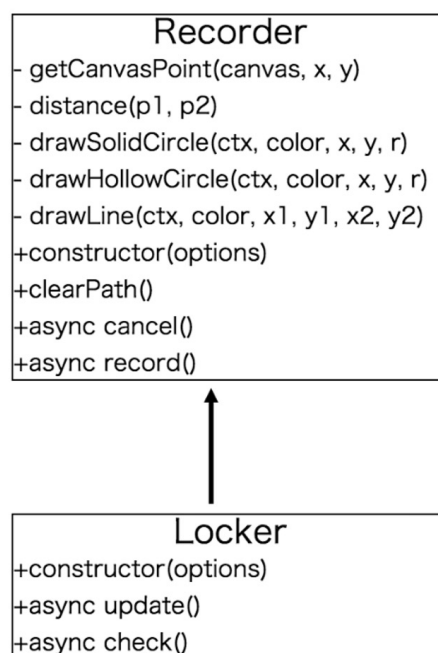 Recorder
- getCanvasPoint(canvas, x, y)
- distance(p1, p2)
- drawSolidCircle(ctx, color, x, y, r)
- drawHollowCircle(ctx, color, x, y, r)
- drawLine(ctx, color, x1, y1, x2, y2)
+constructor(options)
+clearPath()
+async cancel()
+async record()
Locker
+constructor(options)
+async update()
+async check()